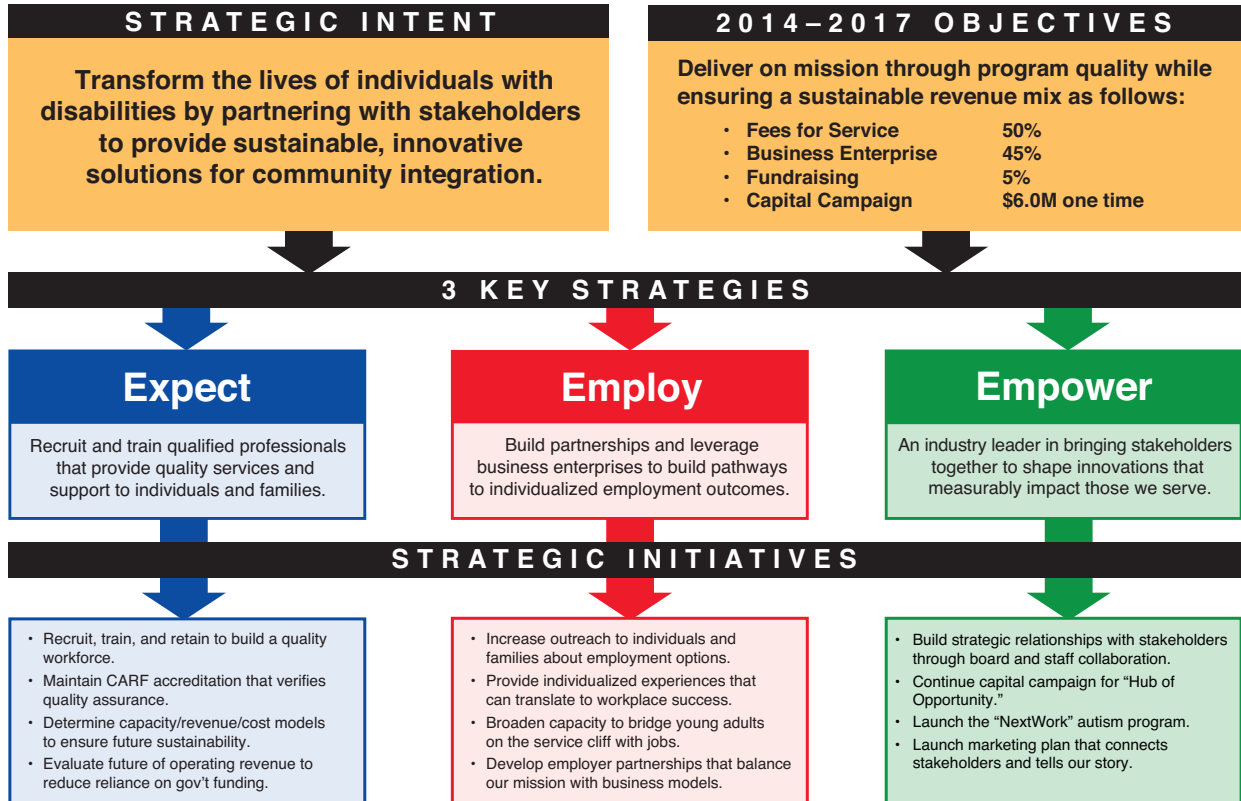 STRATEGIC INTENT
Transform the lives of individuals with
disabilities by partnering with stakeholders
to provide sustainable, innovative
solutions for community integration.
2014–2017 OBJECTIVES
Deliver on mission through program quality while
ensuring a sustainable revenue mix as follows:
• Fees for Service 50%
• Business Enterprise 45%
• Fundraising 5%
• Capital Campaign $6.0M one time
3 KEY STRATEGIES
Expect
Recruit and train qualified professionals
that provide quality services and
support to individuals and families.
Employ
Build partnerships and leverage
business enterprises to build pathways
to individualized employment outcomes.
Empower
An industry leader in bringing stakeholders
together to shape innovations that
measurably impact those we serve.
STRATEGIC INITIATIVES
• Recruit, train, and retain to build a quality
workforce.
• Maintain CARF accreditation that verifies
quality assurance.
• Determine capacity/revenue/cost models
to ensure future sustainability.
• Evaluate future of operating revenue to
reduce reliance on gov’t funding.
• Increase outreach to individuals and
families about employment options.
• Provide individualized experiences that
can translate to workplace success.
• Broaden capacity to bridge young adults
on the service cliff with jobs.
• Develop employer partnerships that balance
our mission with business models.
• Build strategic relationships with stakeholders
through board and staff collaboration.
• Continue capital campaign for “Hub of
Opportunity.”
• Launch the “NextWork” autism program.
• Launch marketing plan that connects
stakeholders and tells our story.